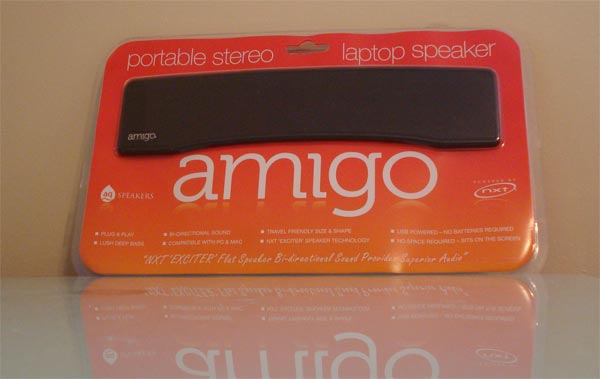 portable stereo laptop speaker
amigo
amigo
SPEAKERS
POWERED BY
nxt
PLUG & PLAY
LUSH DEEP BASS
BI-DIRECTIONAL SOUND
COMPATIBLE WITH PC & MAC
TRAVEL FRIENDLY SIZE & SHAPE
NXT 'EXCITER' SPEAKER TECHNOLOGY
USB POWERED – NO BATTERIES REQUIRED
NO SPACE REQUIRED – SITS ON THE SCREEN
"NXT 'EXCITER' Flat Speaker Bi-directional Sound Provides Superior Audio"